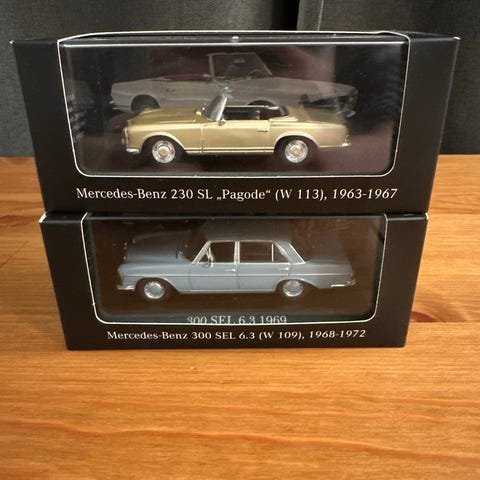 Mercedes-Benz 230 SL „Pagode“ (W 113), 1963-1967
300 SEL 6.3 1969
Mercedes-Benz 300 SEL 6.3 (W 109), 1968-1972